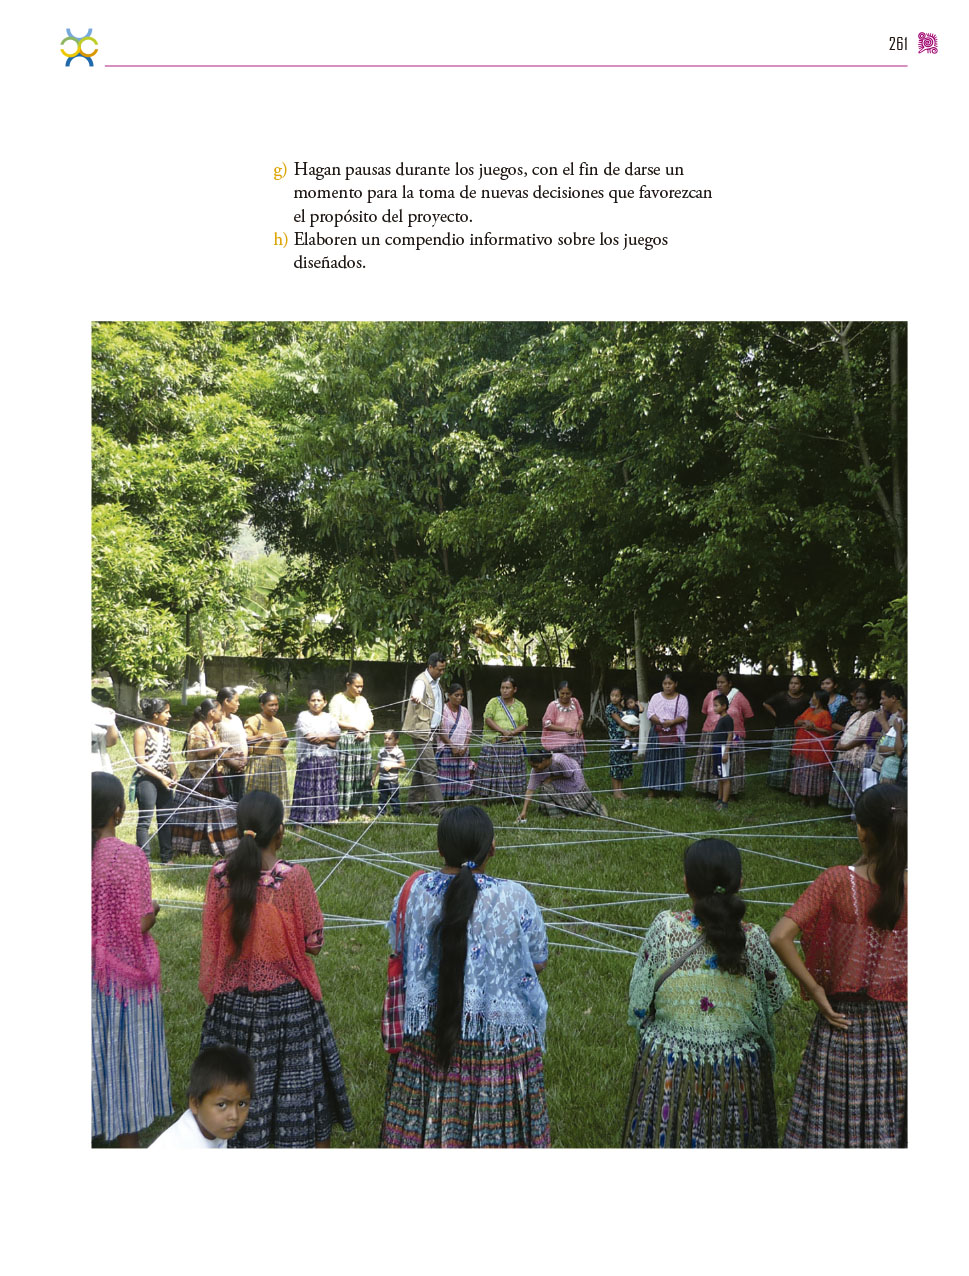 261
g) Hagan pausas durante los juegos, con el fin de darse un
momento para la toma de nuevas decisiones que favorezcan
el propósito del proyecto.
h) Elaboren un compendio informativo sobre los juegos
diseñados.